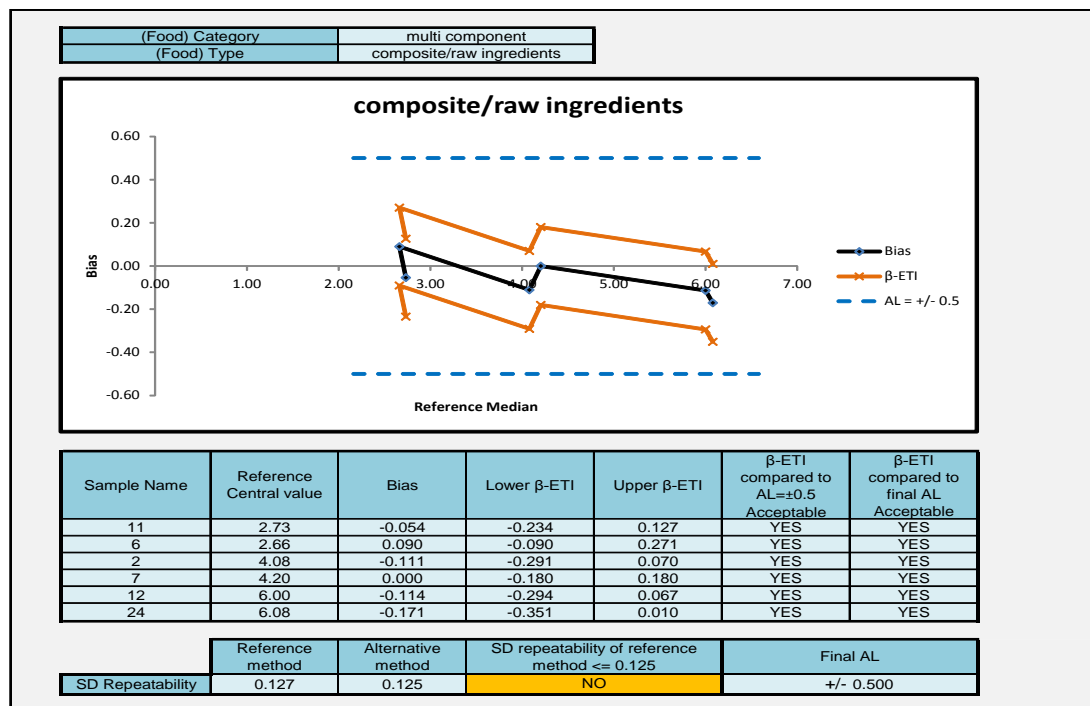 (Food) Category multi component
(Food) Type composite/raw ingredients
composite/raw ingredients
Bias
0.60
0.40
0.20
0.00
-0.20
-0.40
-0.60
0.00 1.00 2.00 3.00 4.00 5.00 6.00 7.00
Reference Median
Bias
β-ETI
AL = +/- 0.5
Sample Name Reference Central value Bias Lower β-ETI Upper β-ETI β-ETI compared to AL=±0.5 Acceptable β-ETI compared to final AL Acceptable
11 2.73 -0.054 -0.234 0.127 YES YES
6 2.66 0.090 -0.090 0.271 YES YES
2 4.08 -0.111 -0.291 0.070 YES YES
7 4.20 0.000 -0.180 0.180 YES YES
12 6.00 -0.114 -0.294 0.067 YES YES
24 6.08 -0.171 -0.351 0.010 YES YES
Reference method Alternative method SD repeatability of reference method <= 0.125 Final AL
SD Repeatability 0.127 0.125 NO +/- 0.500